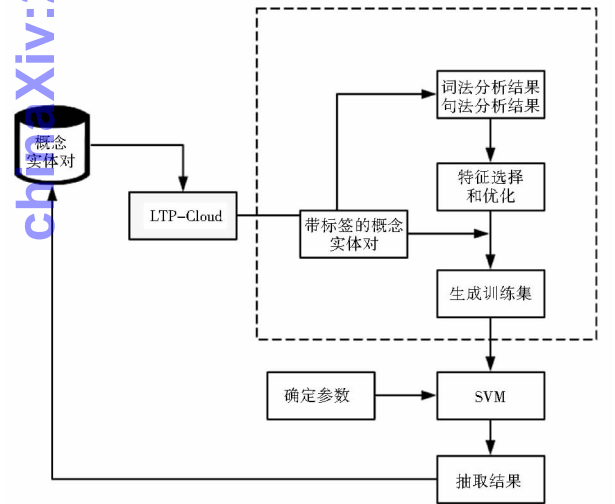 chinaXiv:
词法分析结果
句法分析结果
概念
实体对
特征选择
和优化
LTP-Cloud
带标签的概念
实体对
生成训练集
确定参数
SVM
抽取结果